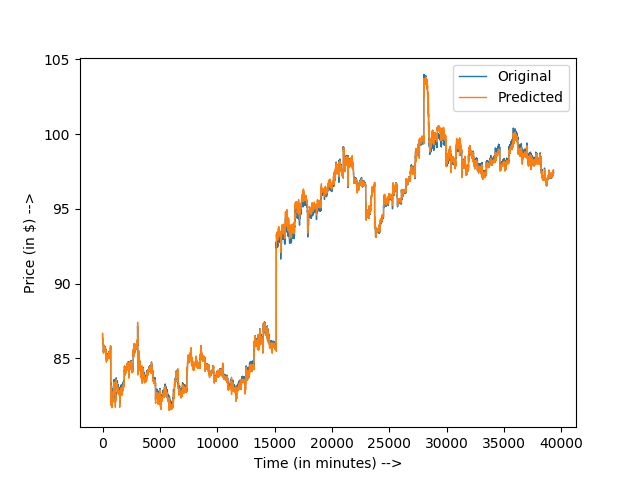 105
100
95
90
85
Price (in $) -->
Original
Predicted
0 5000 10000 15000 20000 25000 30000 35000 40000
Time (in minutes) -->